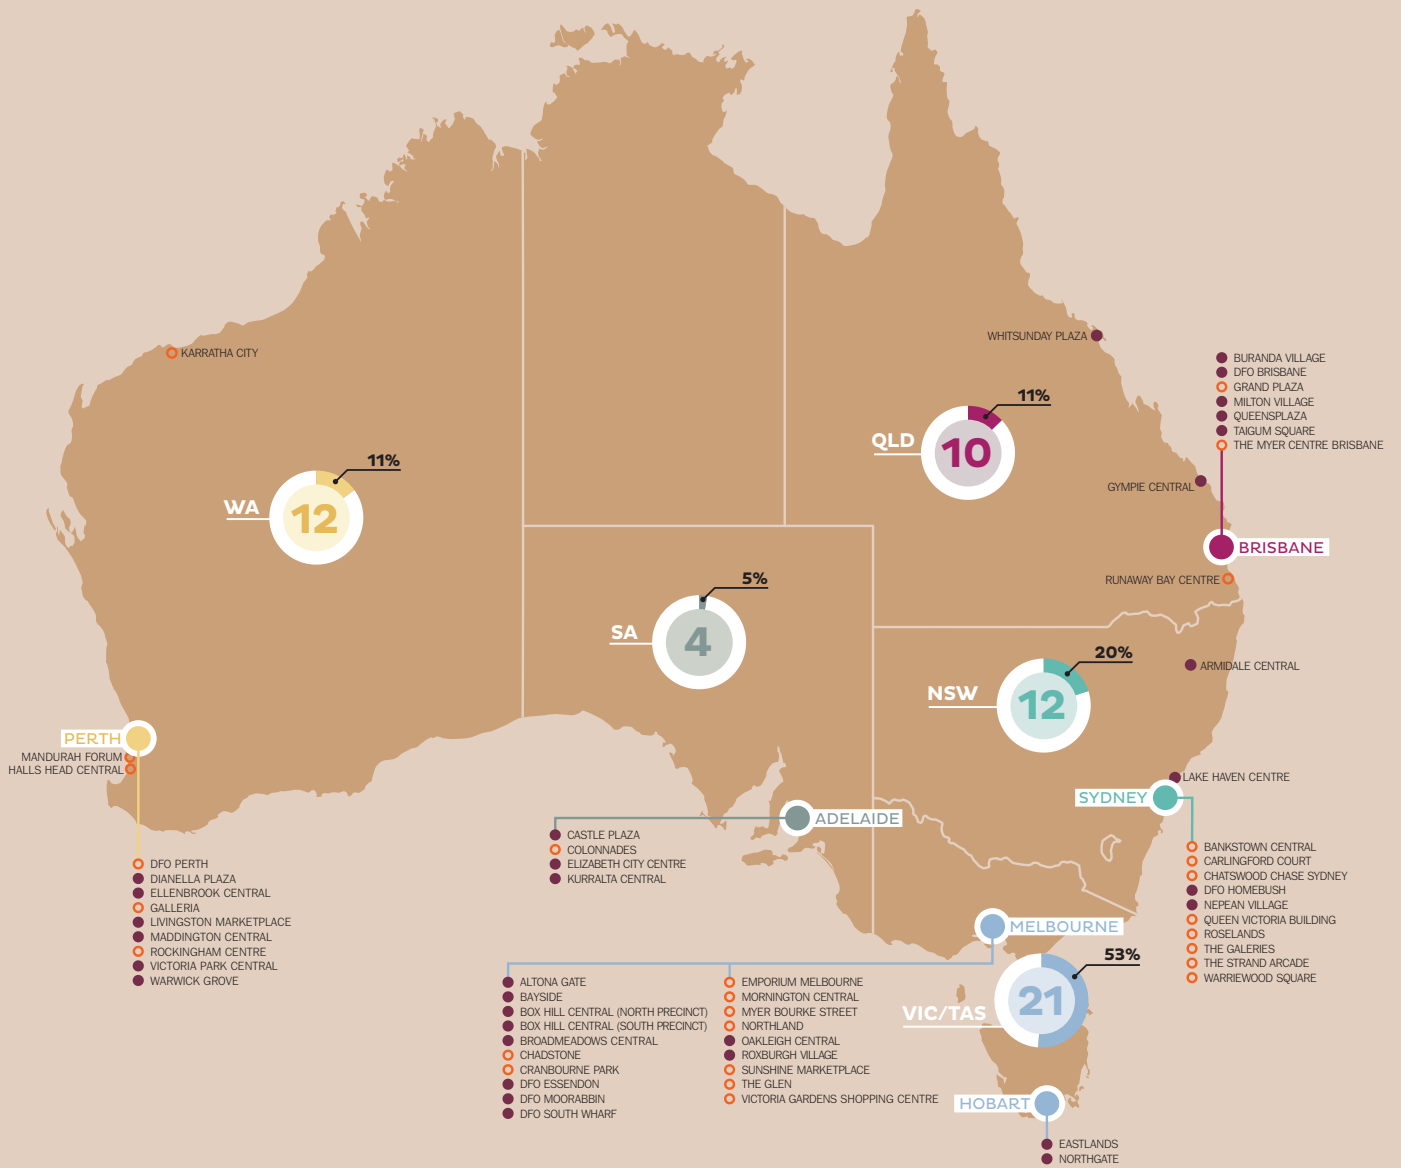 KARRATHA CITY
11%
WA
12
PERTH
MANDURAH FORUM
HALLS HEAD CENTRAL
DFO PERTH
DIANELLA PLAZA
ELLENBROOK CENTRAL
GALLERIA
LIVINGSTON MARKETPLACE
MADDINGTON CENTRAL
ROCKINGHAM CENTRE
VICTORIA PARK CENTRAL
WARWICK GROVE
5%
SA
4
ADELAIDE
CASTLE PLAZA
COLONNADES
ELIZABETH CITY CENTRE
KURRALTA CENTRAL
WHITSUNDAY PLAZA
11%
QLD
10
BURANDA VILLAGE
DFO BRISBANE
GRAND PLAZA
MILTON VILLAGE
QUEENSPLAZA
TAIGUM SQUARE
THE MYER CENTRE BRISBANE
GYMPIE CENTRAL
BRISBANE
RUNAWAY BAY CENTRE
20%
NSW
12
ARMIDALE CENTRAL
LAKE HAVEN CENTRE
SYDNEY
BANKSTOWN CENTRAL
CARLINGFORD COURT
CHATSWOOD CHASE SYDNEY
DFO HOMEBUSH
NEPEAN VILLAGE
QUEEN VICTORIA BUILDING
ROSELANDS
THE GALERIES
THE STRAND ARCADE
WARRIEWOOD SQUARE
MELBOURNE
53%
VIC/TAS
21
ALTONA GATE
BAYSIDE
BOX HILL CENTRAL (NORTH PRECINCT)
BOX HILL CENTRAL (SOUTH PRECINCT)
BROADMEADOWS CENTRAL
CHADSTONE
CRANBOURNE PARK
DFO ESSENDON
DFO MOORABBIN
DFO SOUTH WHARF
EMPORIUM MELBOURNE
MORNINGTON CENTRAL
MYER BOURKE STREET
NORTHLAND
OAKLEIGH CENTRAL
ROXBURGH VILLAGE
SUNSHINE MARKETPLACE
THE GLEN
VICTORIA GARDENS SHOPPING CENTRE
HOBART
EASTLANDS
NORTHGATE